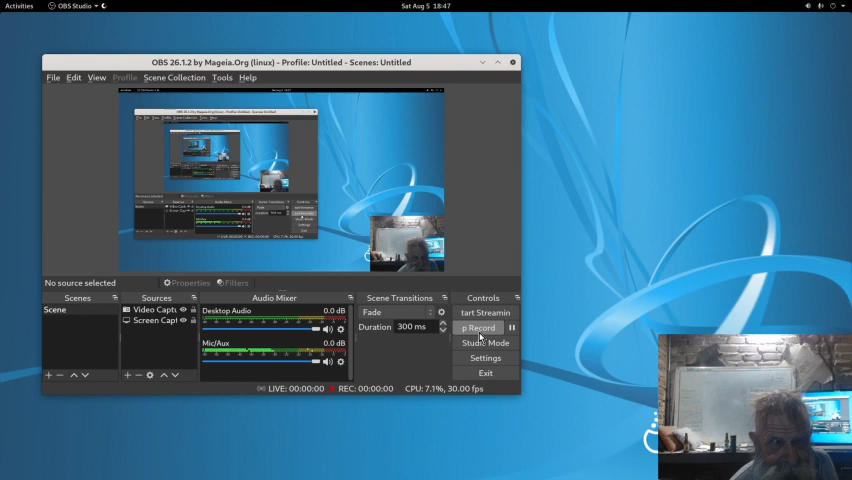 Activities
OBS Studio
Sat Aug 5 18:47
OBS 26.1.2 by Mageia.Org (linux) - Profile: Untitled - Scenes: Untitled
File Edit View Profile Scene Collection Tools Help
No source selected
Properties
Filters
Scenes
Sources
Audio Mixer
Scene Transitions
Controls
Scene
Video Captu
Screen Capt
Desktop Audio 0.0 dB
Mic/Aux 0.0 dB
Fade
Duration 300 ms
tart Streamin
p Record
Studio Mode
Settings
Exit
LIVE: 00:00:00 REC: 00:00:00 CPU: 7.1%, 30.00 fps